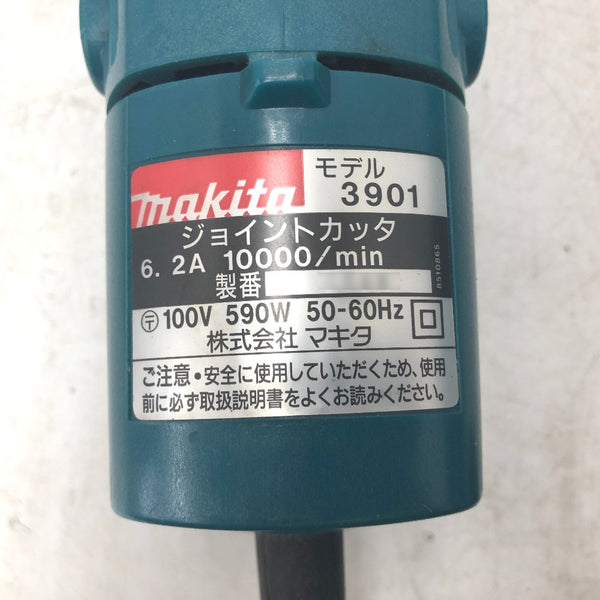 makita
モデル
3901
ジョイントカッタ
6.2A 10000/min
製番
〒 100V 590W 50-60Hz
株式会社 マキタ
ご注意・安全に使用していただくため、使用
前に必ず取扱説明書をよくお読みください。
8510865